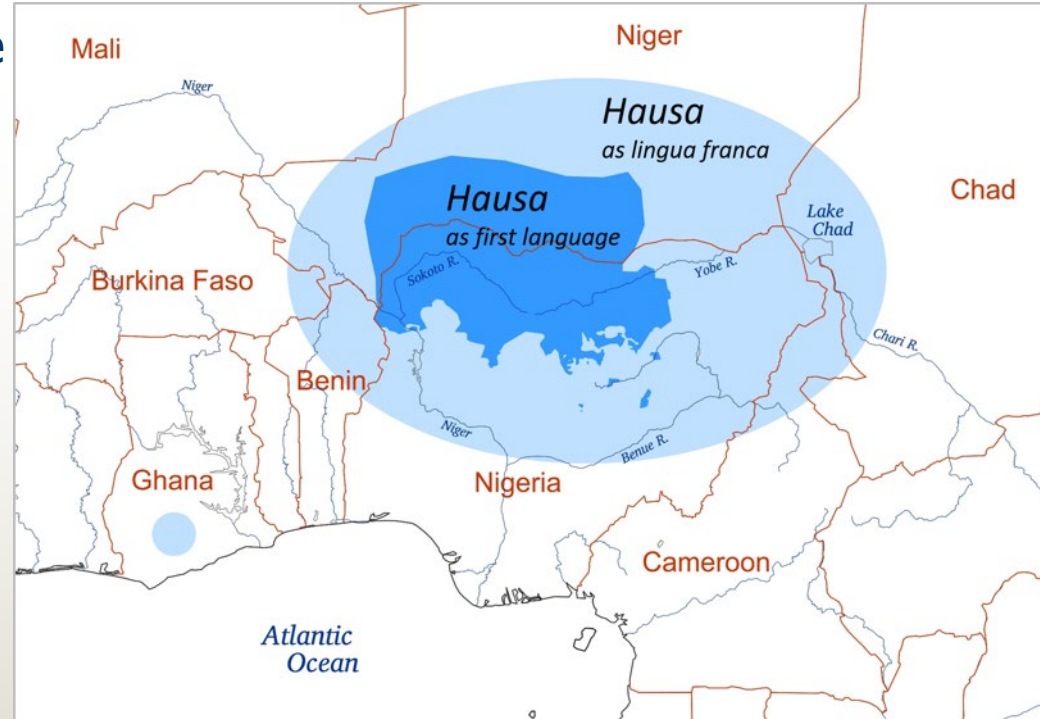 e
Mali
Niger
Niger
Hausa
as lingua franca
Hausa
as first language
Chad
Lake
Chad
Sokoto R.
Yobe R.
Burkina Faso
Chari R.
Benin
Niger
Benue R.
Ghana
Nigeria
Cameroon
Atlantic
Ocean